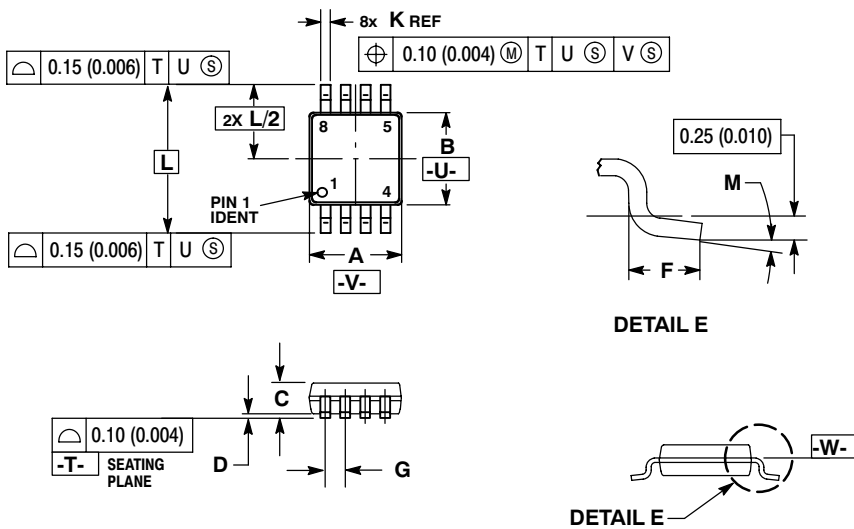 8x K REF
⌖ 0.10 (0.004) Ⓜ T U Ⓢ V Ⓢ
⌓ 0.15 (0.006) T U Ⓢ
2X L/2
8 5
B
-U-
L
0.25 (0.010)
M
PIN 1
IDENT
1 4
⌓ 0.15 (0.006) T U Ⓢ
A
-V-
F
DETAIL E
C
⌓ 0.10 (0.004)
-T- SEATING
PLANE
D
G
-W-
DETAIL E